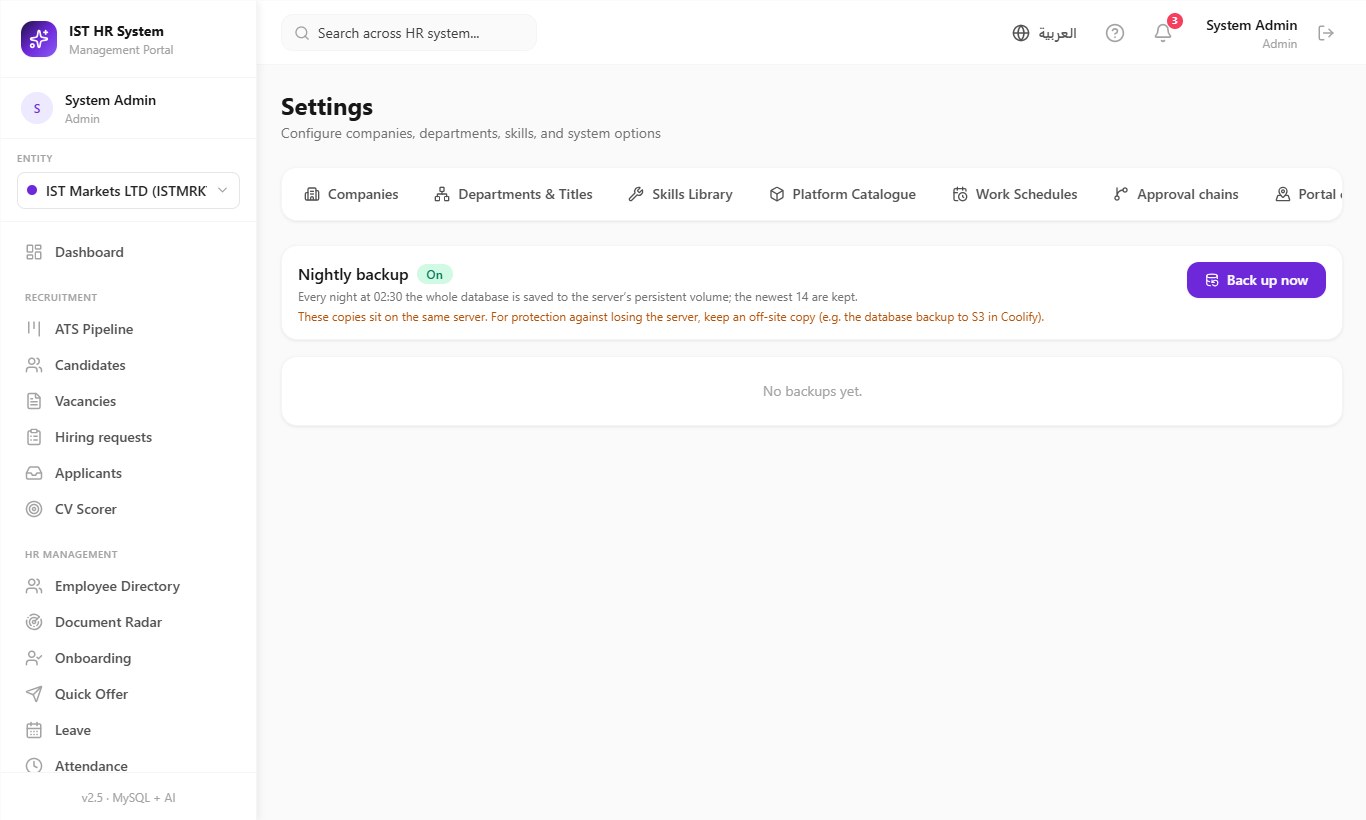 IST HR System
Management Portal
S
System Admin
Admin
ENTITY
IST Markets LTD (ISTMRK
Dashboard
RECRUITMENT
ATS Pipeline
Candidates
Vacancies
Hiring requests
Applicants
CV Scorer
HR MANAGEMENT
Employee Directory
Document Radar
Onboarding
Quick Offer
Leave
Attendance
v2.5 · MySQL + AI
Search across HR system...
العربية
3
System Admin
Admin
Settings
Configure companies, departments, skills, and system options
Companies
Departments & Titles
Skills Library
Platform Catalogue
Work Schedules
Approval chains
Portal
Nightly backup On
Back up now
Every night at 02:30 the whole database is saved to the server's persistent volume; the newest 14 are kept.
These copies sit on the same server. For protection against losing the server, keep an off-site copy (e.g. the database backup to S3 in Coolify).
No backups yet.